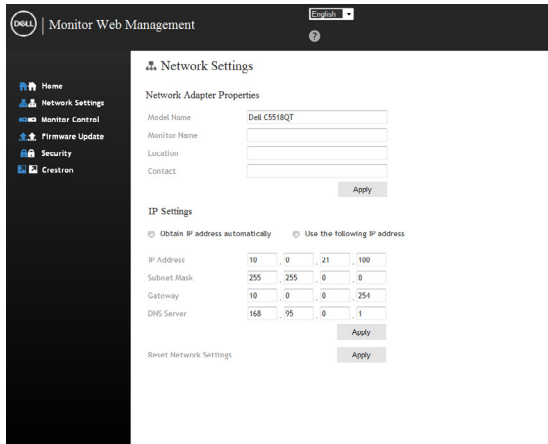 DELL | Monitor Web Management
English
?
Home
Network Settings
Monitor Control
Firmware Update
Security
Crestron
Network Settings
Network Adapter Properties
Model Name Dell C5518QT
Monitor Name
Location
Contact
Apply
IP Settings
Obtain IP address automatically Use the following IP address
IP Address 10 . 0 . 21 . 100
Subnet Mask 255 . 255 . 0 . 0
Gateway 10 . 0 . 0 . 254
DNS Server 168 . 95 . 0 . 1
Apply
Reset Network Settings Apply